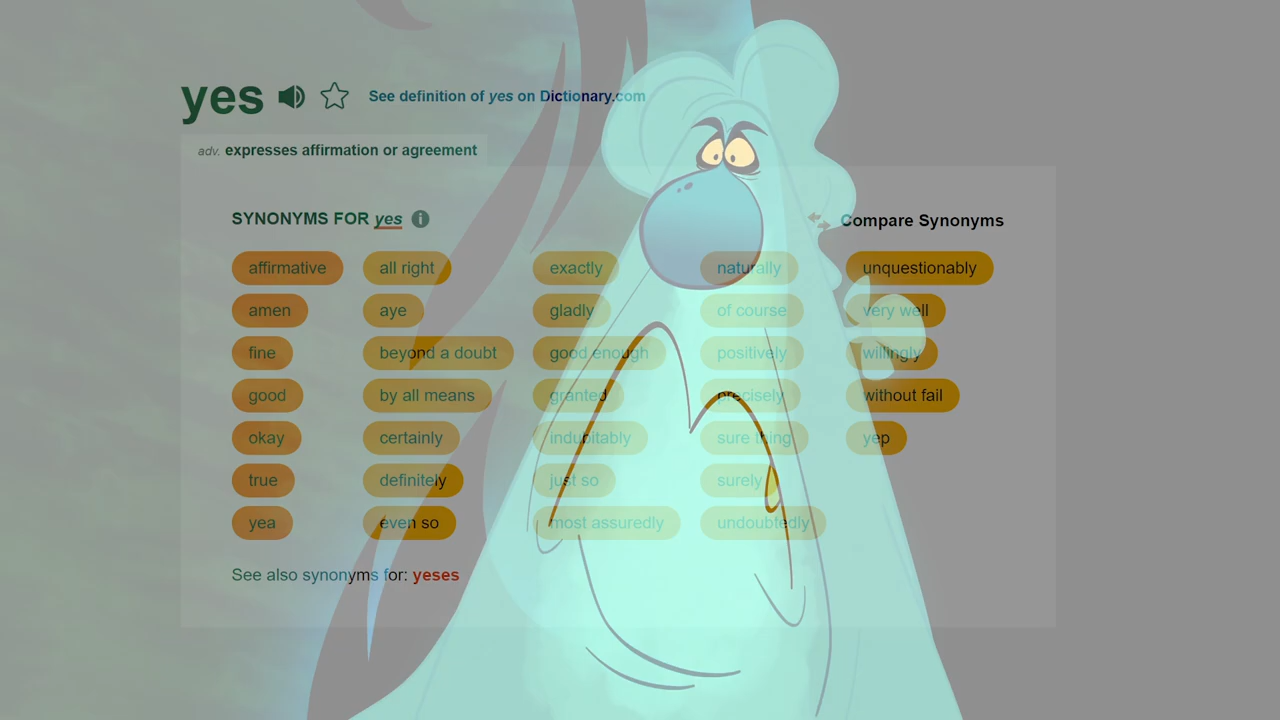 yes See definition of yes on Dictionary.com
adv. expresses affirmation or agreement
SYNONYMS FOR yes Compare Synonyms
affirmative all right exactly naturally unquestionably
amen aye gladly of course very well
fine beyond a doubt good enough positively willingly
good by all means granted precisely without fail
okay certainly indubitably sure thing yep
true definitely just so surely
yea even so most assuredly undoubtedly
See also synonyms for: yeses